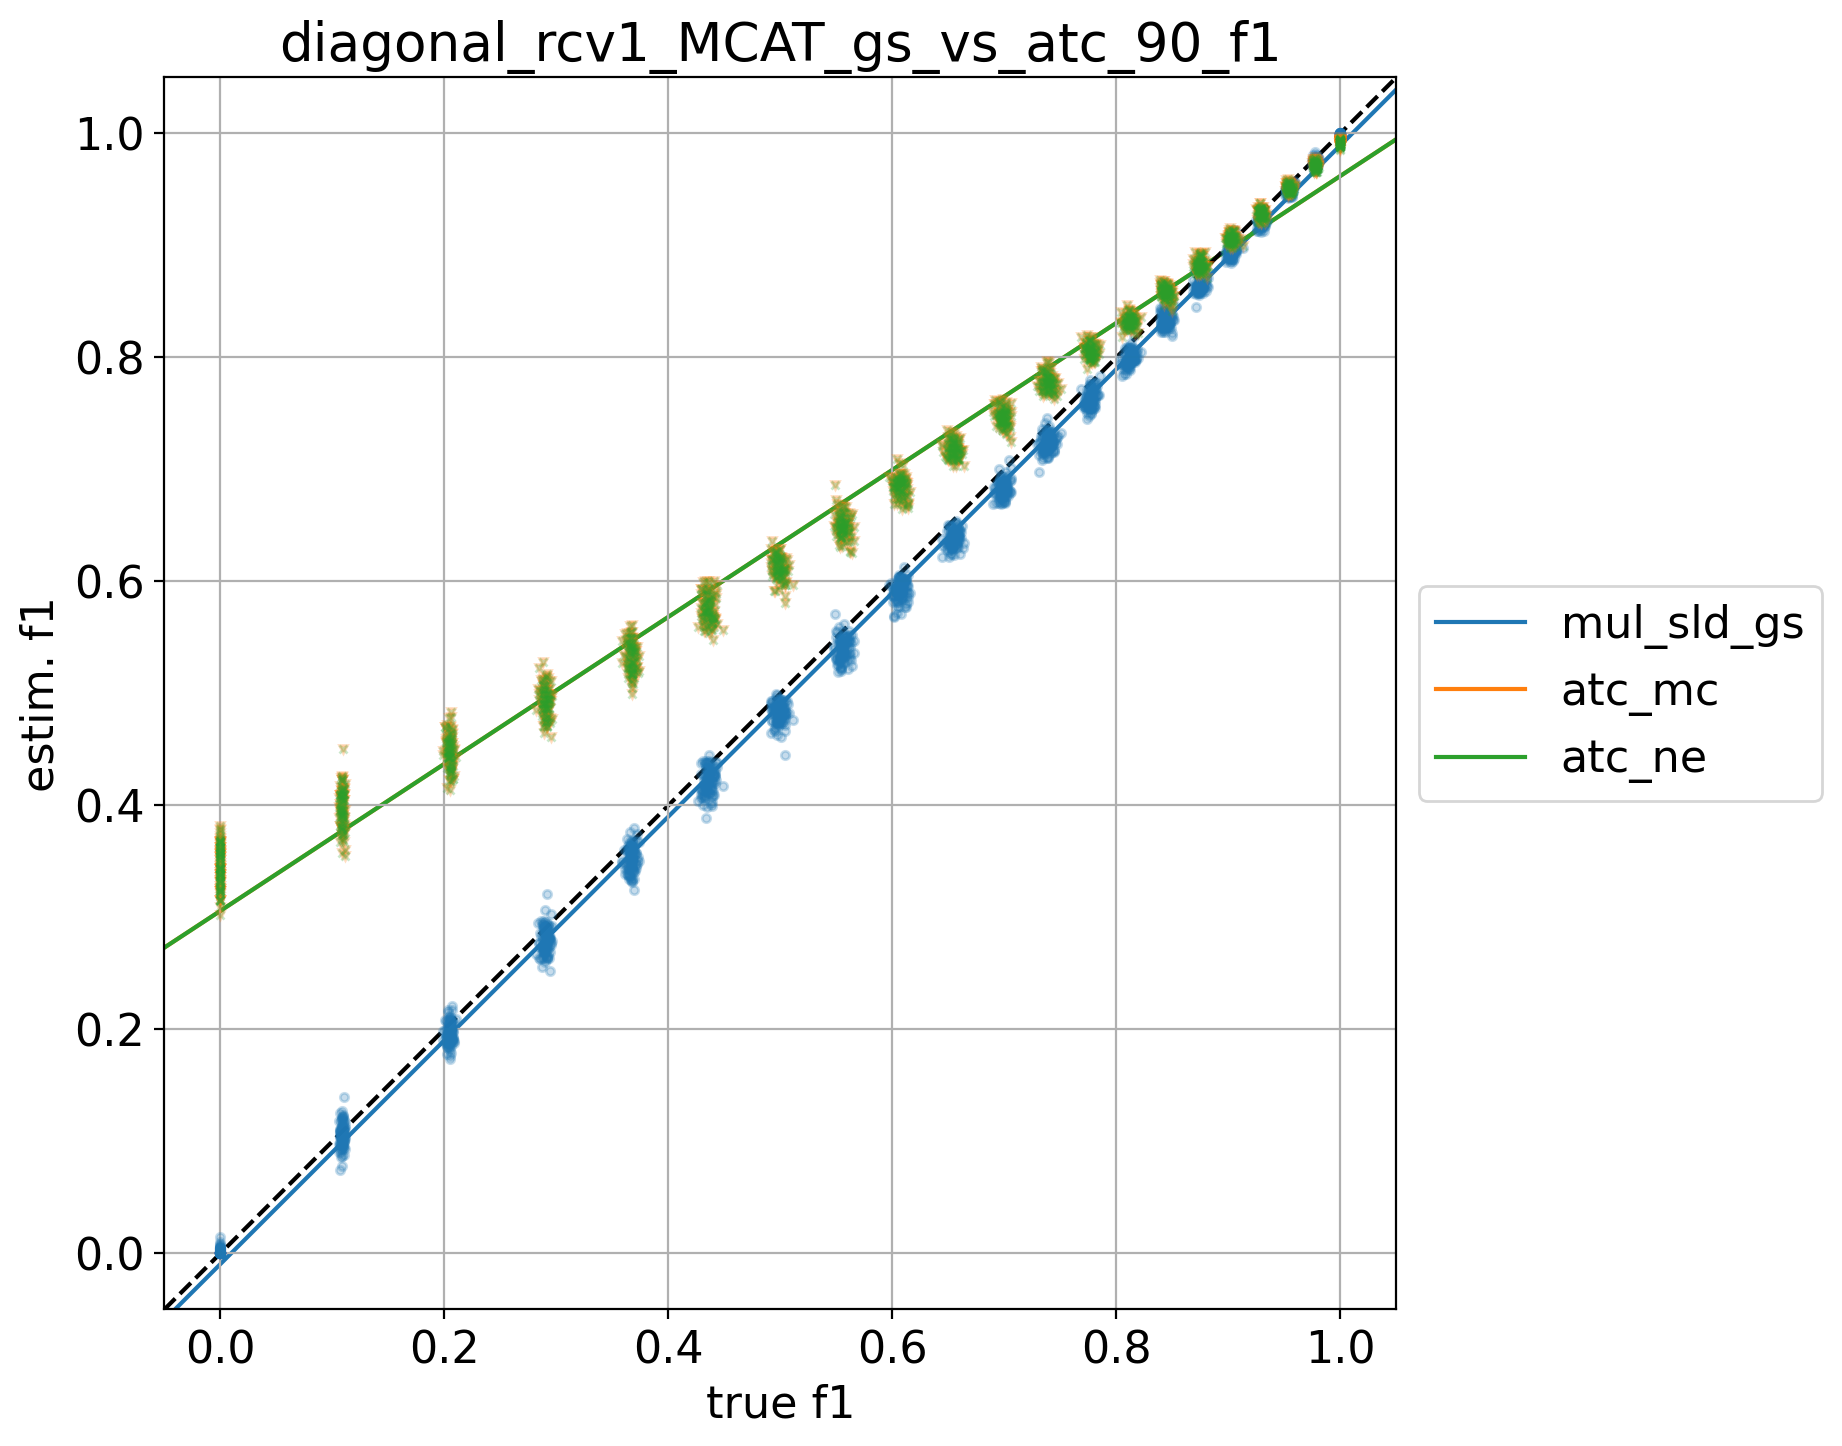 diagonal_rcv1_MCAT_gs_vs_atc_90_f1
estim. f1
1.0
0.8
0.6
0.4
0.2
0.0
0.0 0.2 0.4 0.6 0.8 1.0
true f1
mul_sld_gs
atc_mc
atc_ne